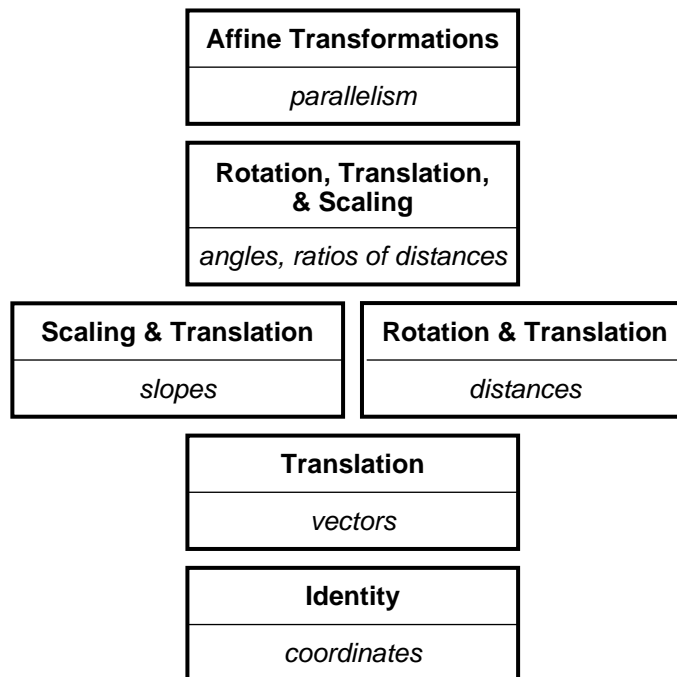 Affine Transformations
parallelism
Rotation, Translation,
& Scaling
angles, ratios of distances
Scaling & Translation
slopes
Rotation & Translation
distances
Translation
vectors
Identity
coordinates